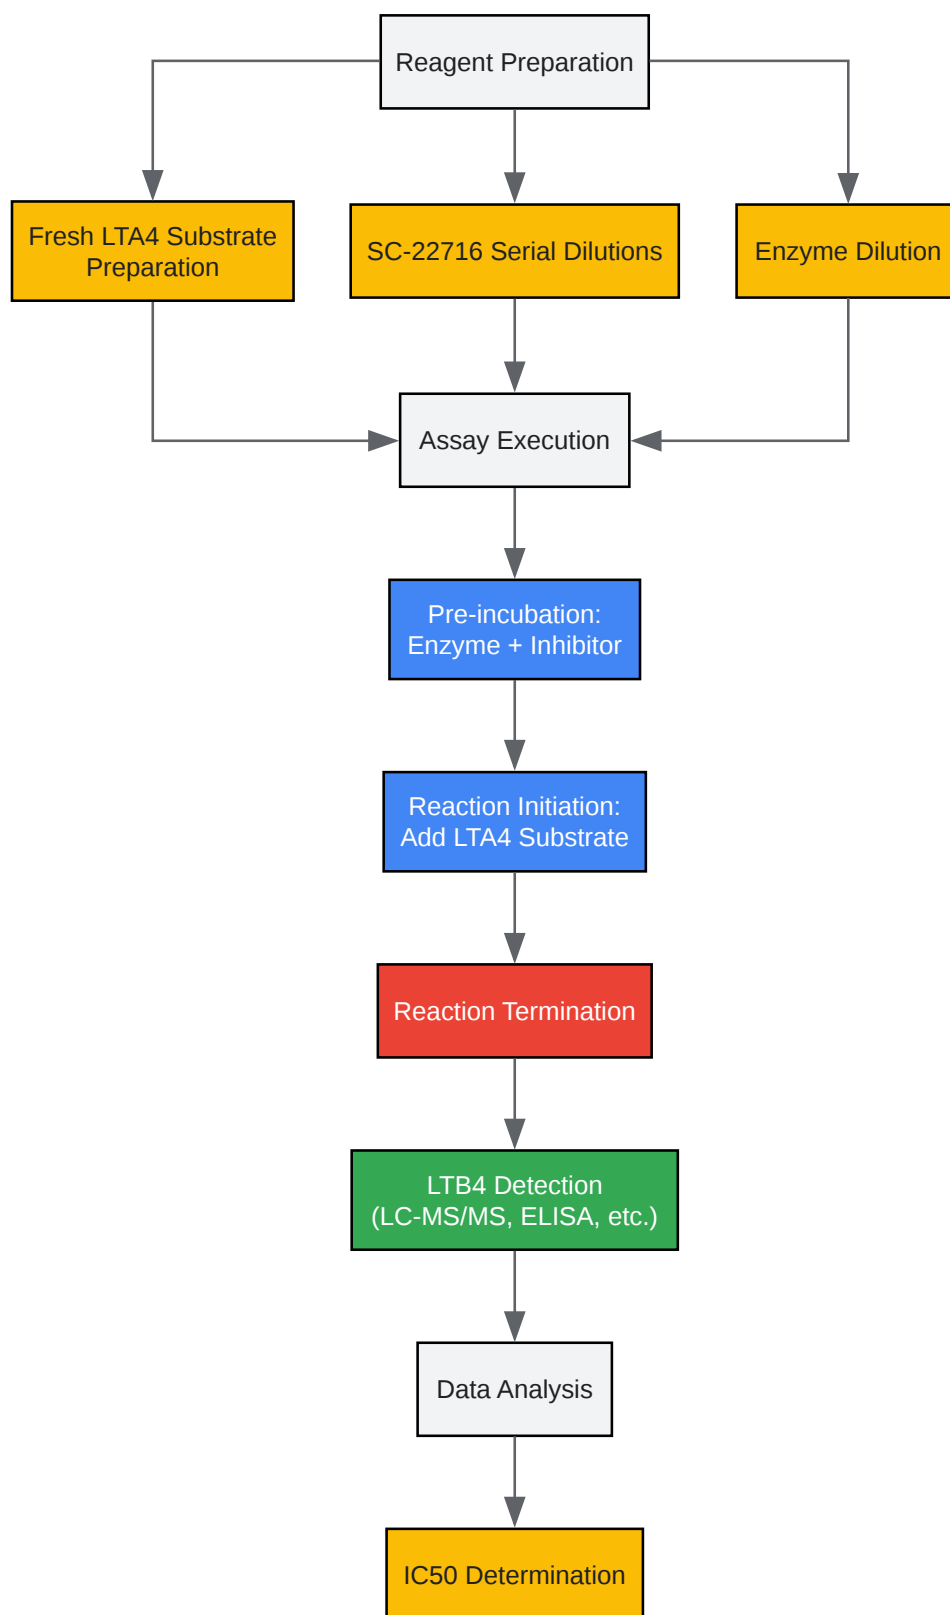 Reagent Preparation
Fresh LTA4 Substrate
Preparation
SC-22716 Serial Dilutions
Enzyme Dilution
Assay Execution
Pre-incubation:
Enzyme + Inhibitor
Reaction Initiation:
Add LTA4 Substrate
Reaction Termination
LTB4 Detection
(LC-MS/MS, ELISA, etc.)
Data Analysis
IC50 Determination